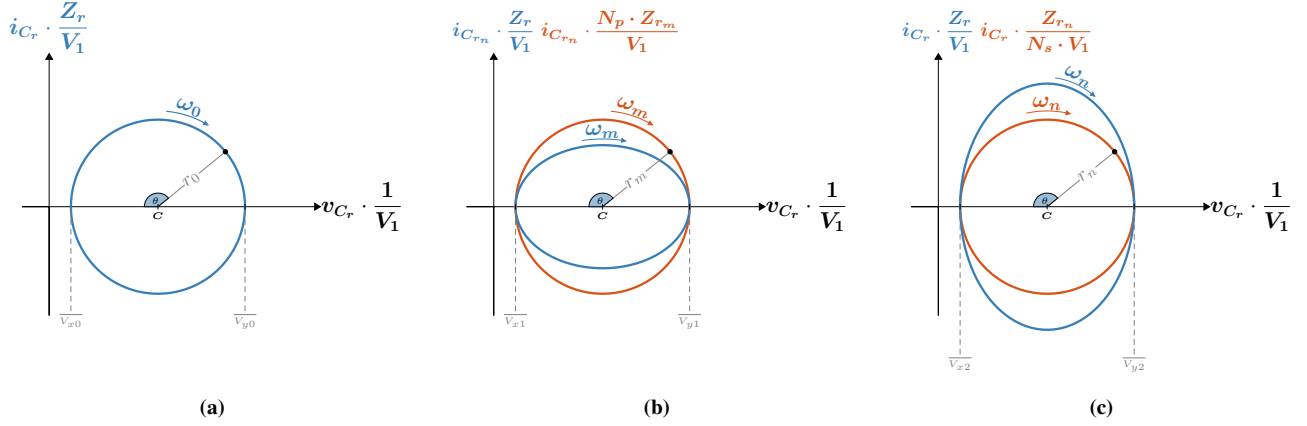 i_{C_r} · Z_r / V_1
ω_0
r_0
θ
C
v_{C_r} · 1 / V_1
V_{x0}
V_{y0}
(a)
i_{C_{r_n}} · Z_r / V_1 i_{C_{r_n}} · N_p · Z_{r_m} / V_1
ω_m
ω_m
r_m
θ
C
v_{C_r} · 1 / V_1
V_{x1}
V_{y1}
(b)
i_{C_r} · Z_r / V_1 i_{C_r} · Z_{r_n} / N_s · V_1
ω_n
ω_n
r_n
θ
C
v_{C_r} · 1 / V_1
V_{x2}
V_{y2}
(c)